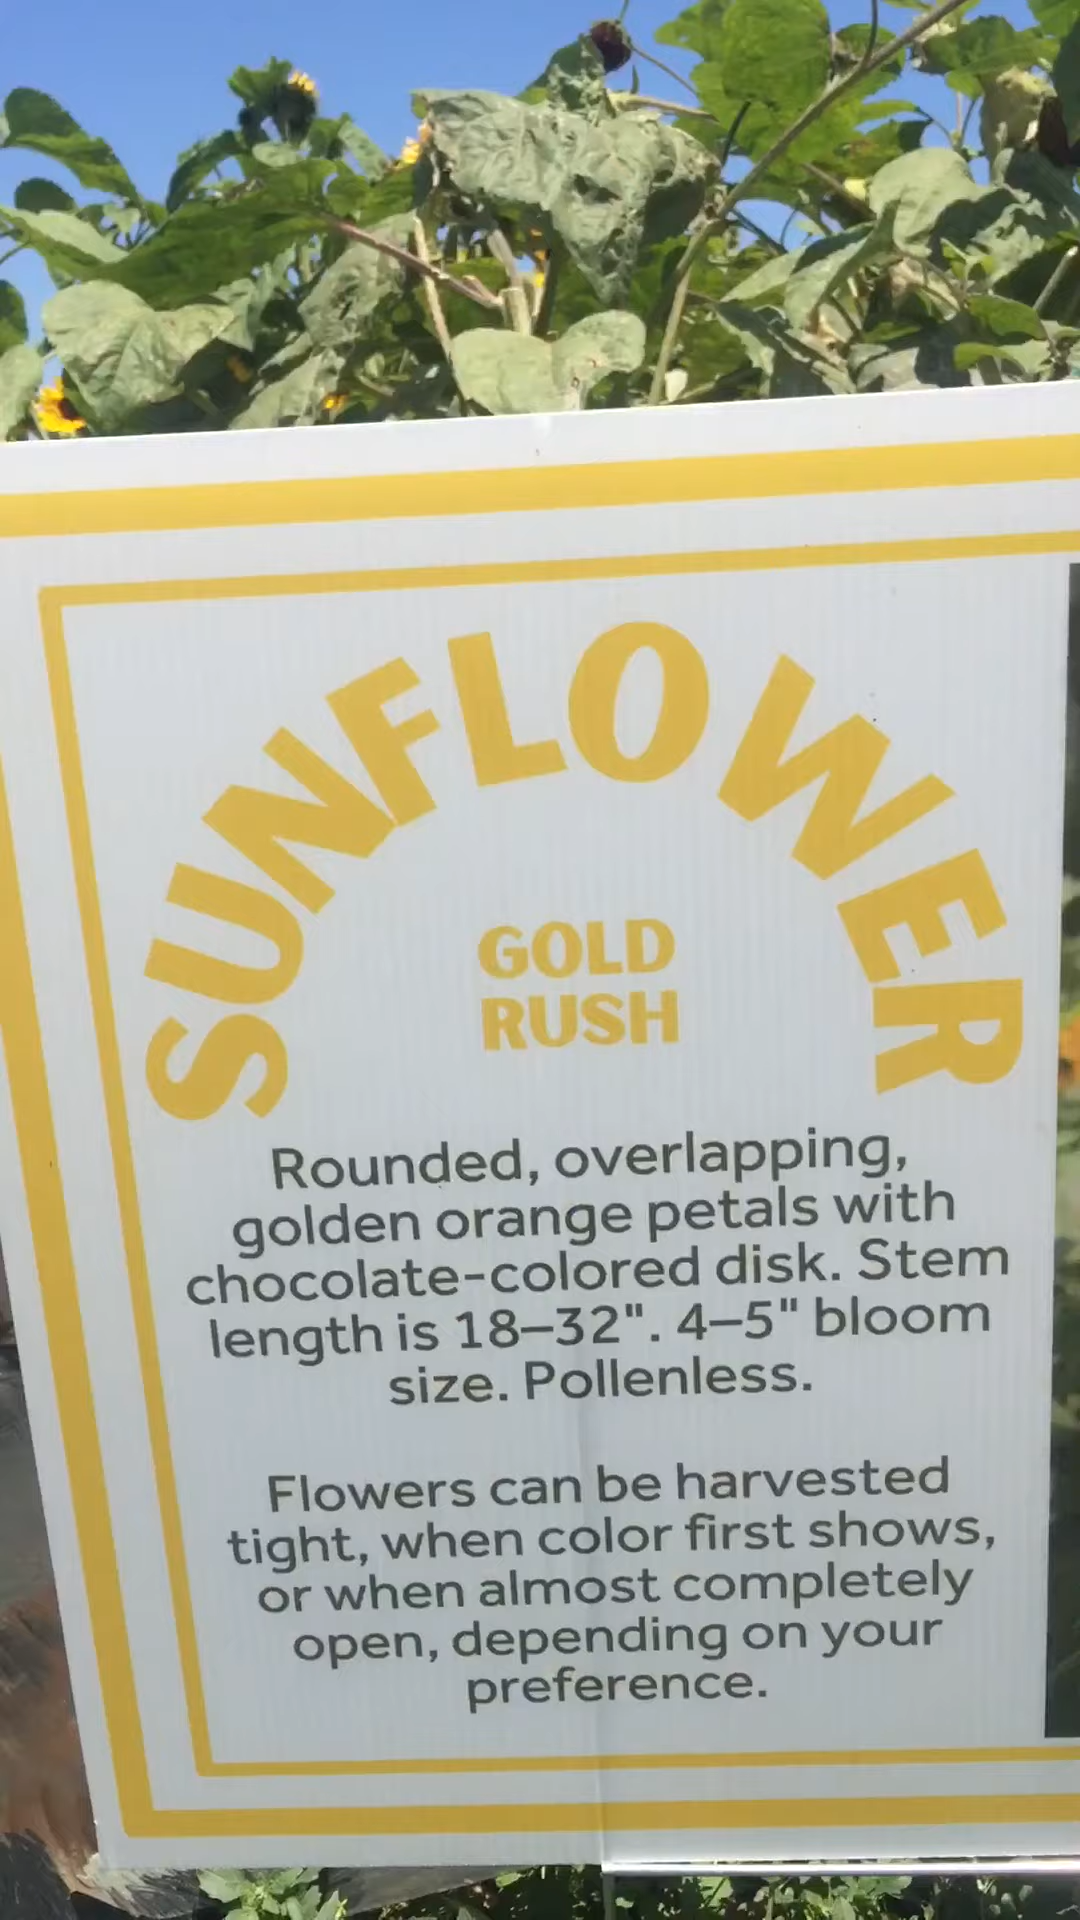 SUNFLOWER
GOLD
RUSH
Rounded, overlapping,
golden orange petals with
chocolate-colored disk. Stem
length is 18–32". 4–5" bloom
size. Pollenless.
Flowers can be harvested
tight, when color first shows,
or when almost completely
open, depending on your
preference.